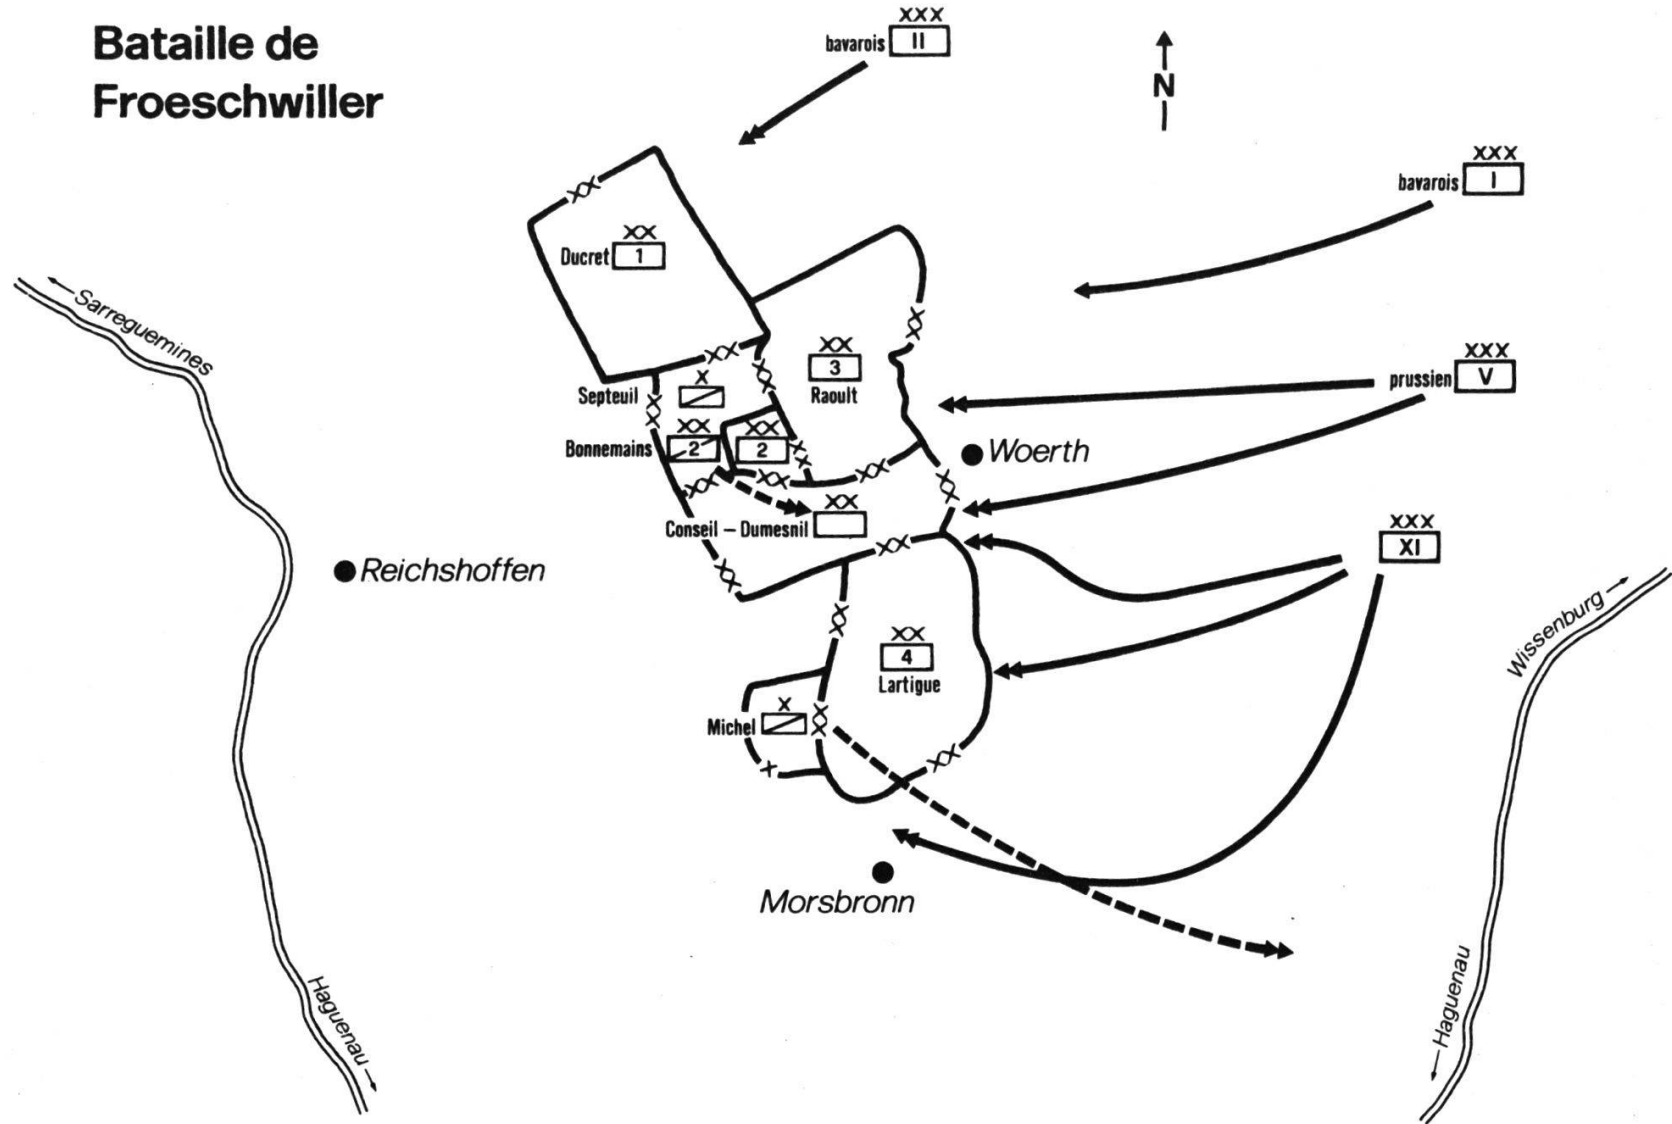 Bataille de
Froeschwiller
XXX
bavarois II
N
XXX
bavarois I
XX
Ducret 1
Sarreguemines
XX
3
Raoult
XXX
prussien V
X
Septeuil
XX
Bonnemains 2
XX
2
Woerth
XX
Conseil – Dumesnil
XXX
XI
Reichshoffen
Wissenburg
XX
4
Lartigue
X
Michel
Morsbronn
Haguenau
Haguenau